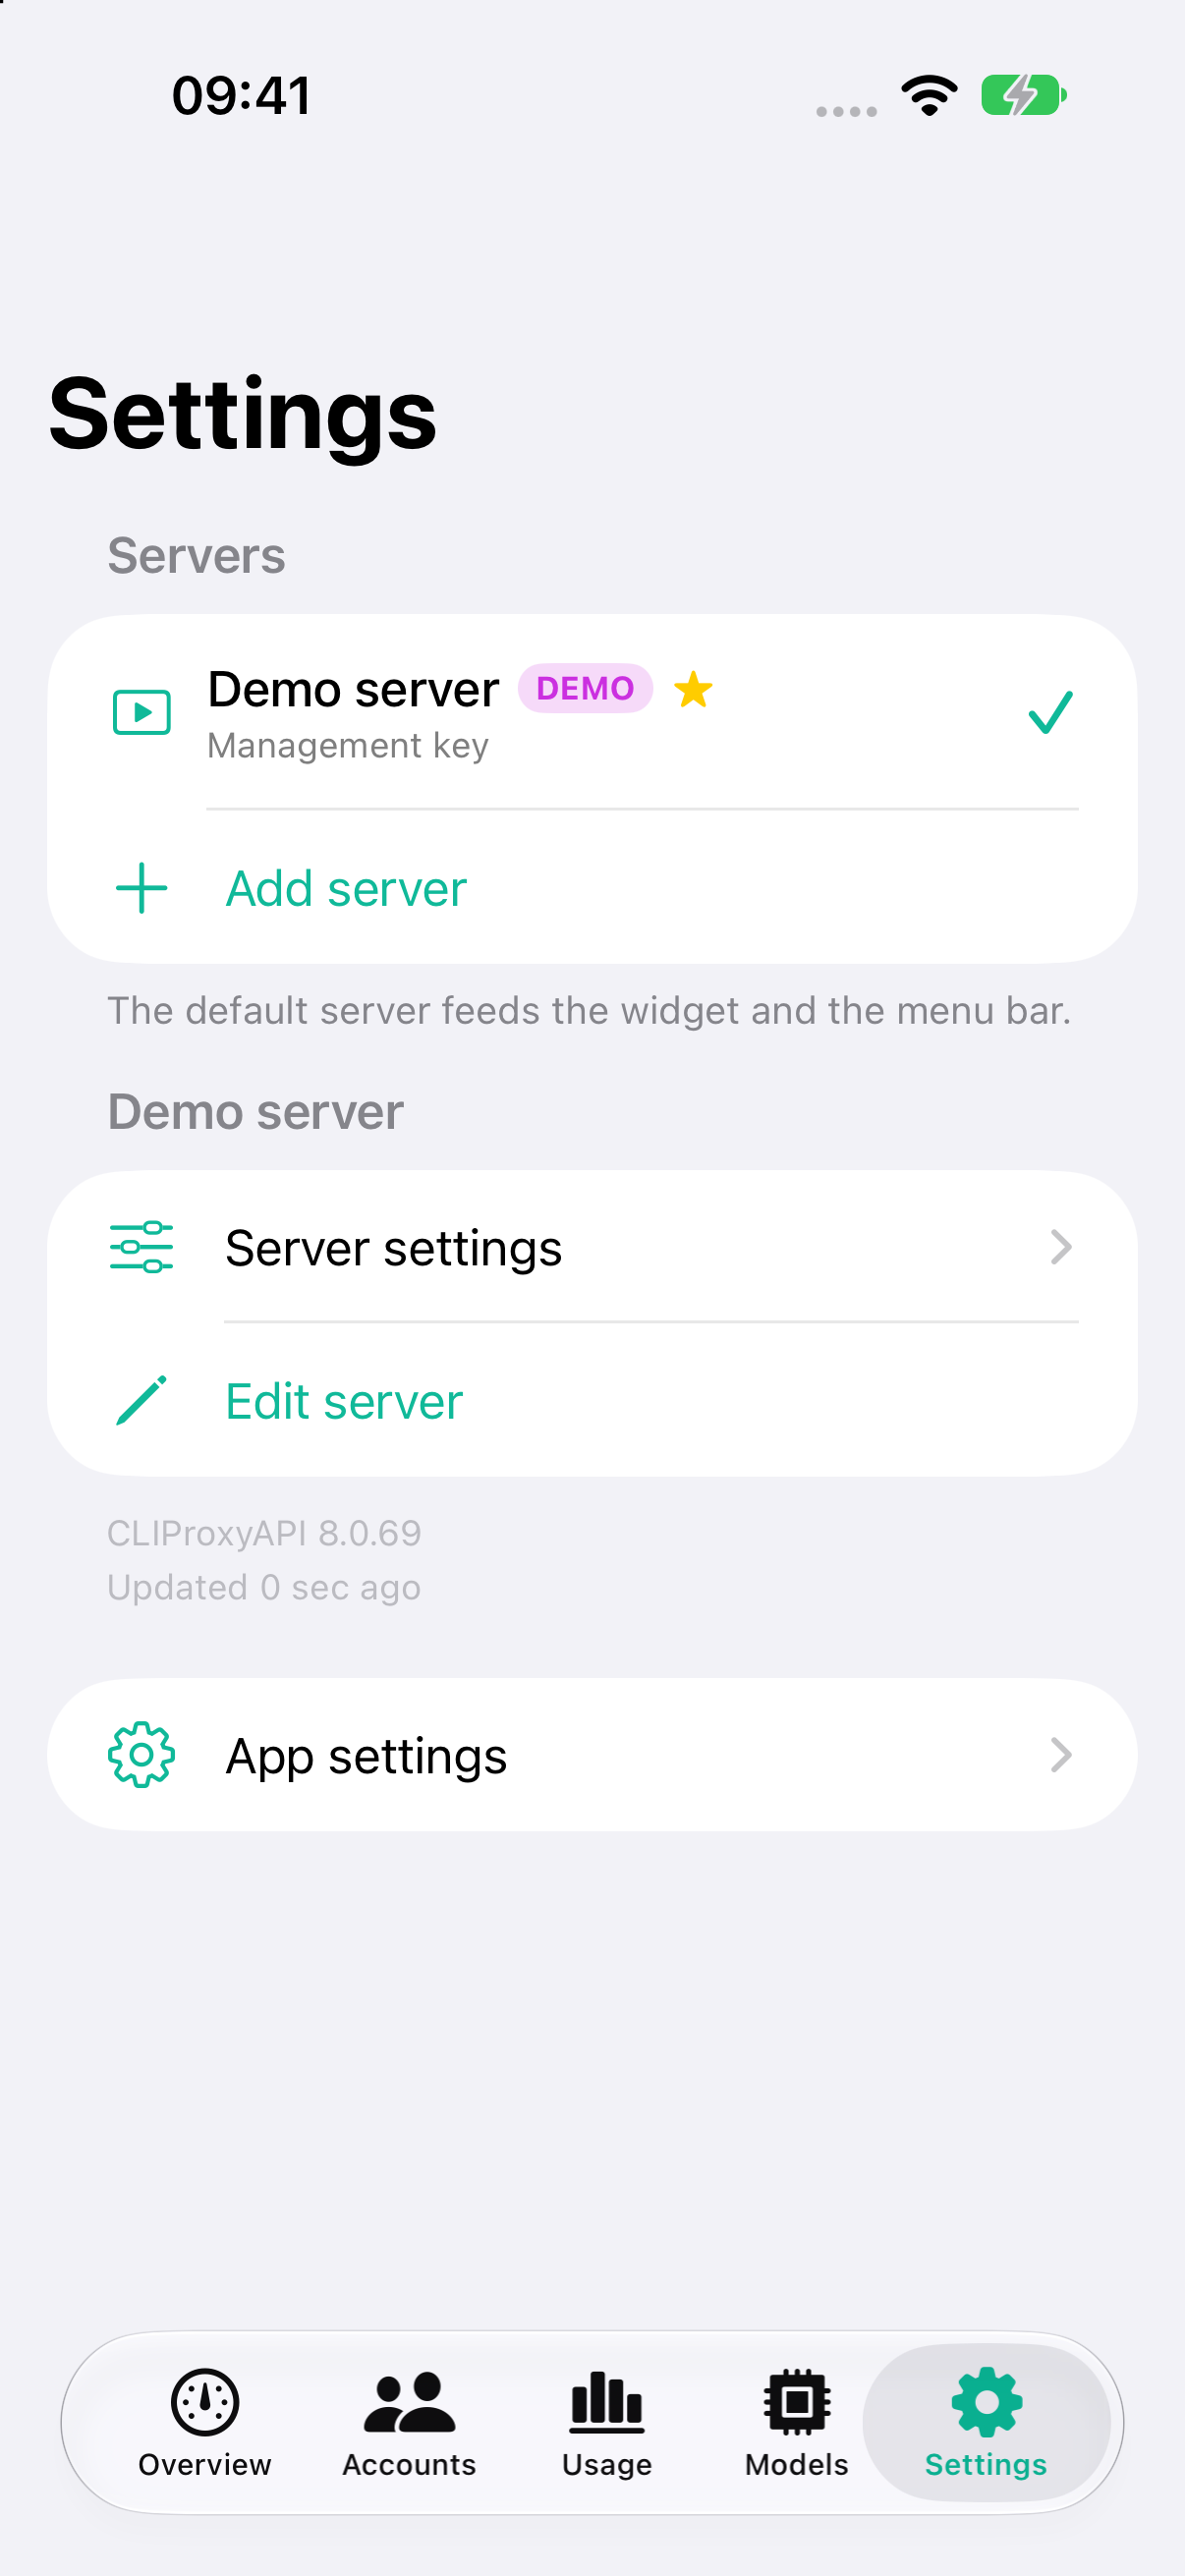 09:41
Settings
Servers
Demo server DEMO
Management key
Add server
The default server feeds the widget and the menu bar.
Demo server
Server settings
Edit server
CLIProxyAPI 8.0.69
Updated 0 sec ago
App settings
Overview Accounts Usage Models Settings